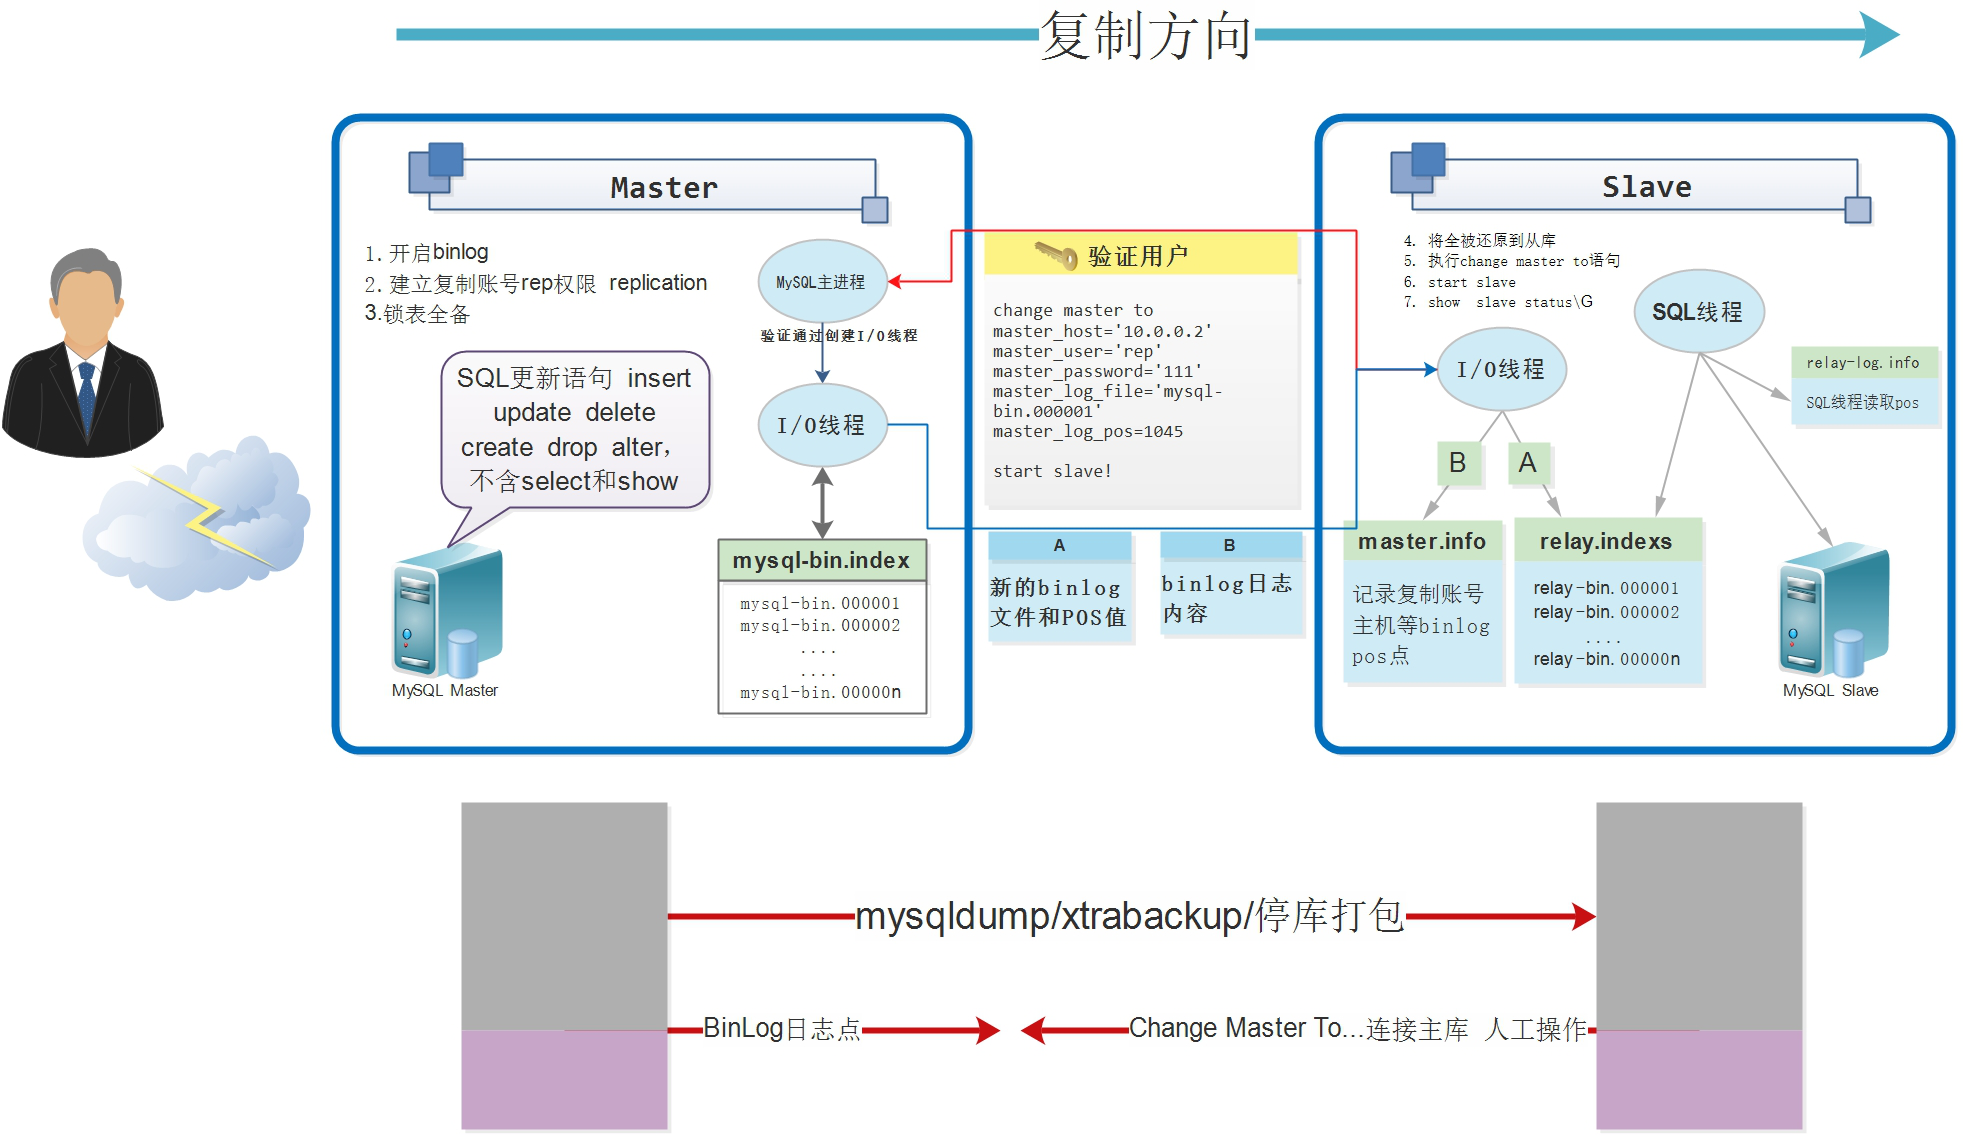 复制方向
Master
1. 开启binlog
2. 建立复制账号rep权限 replication
3.锁表全备
MySQL主进程
验证通过创建I/O线程
I/O线程
SQL更新语句 insert
update delete
create drop alter，
不含select和show
MySQL Master
mysql-bin.index
mysql-bin.000001
mysql-bin.000002
....
....
mysql-bin.00000n
验证用户
change master to
master_host='10.0.0.2'
master_user='rep'
master_password='111'
master_log_file='mysql-
bin.000001'
master_log_pos=1045
start slave!
A
新的binlog
文件和POS值
B
binlog日志
内容
Slave
4. 将全被还原到从库
5. 执行change master to语句
6. start slave
7. show slave status\G
I/O线程
SQL线程
relay-log.info
SQL线程读取pos
B
A
master.info
记录复制账号
主机等binlog
pos点
relay.indexs
relay-bin.000001
relay-bin.000002
....
relay-bin.00000n
MySQL Slave
mysqldump/xtrabackup/停库打包
BinLog日志点
Change Master To...连接主库 人工操作